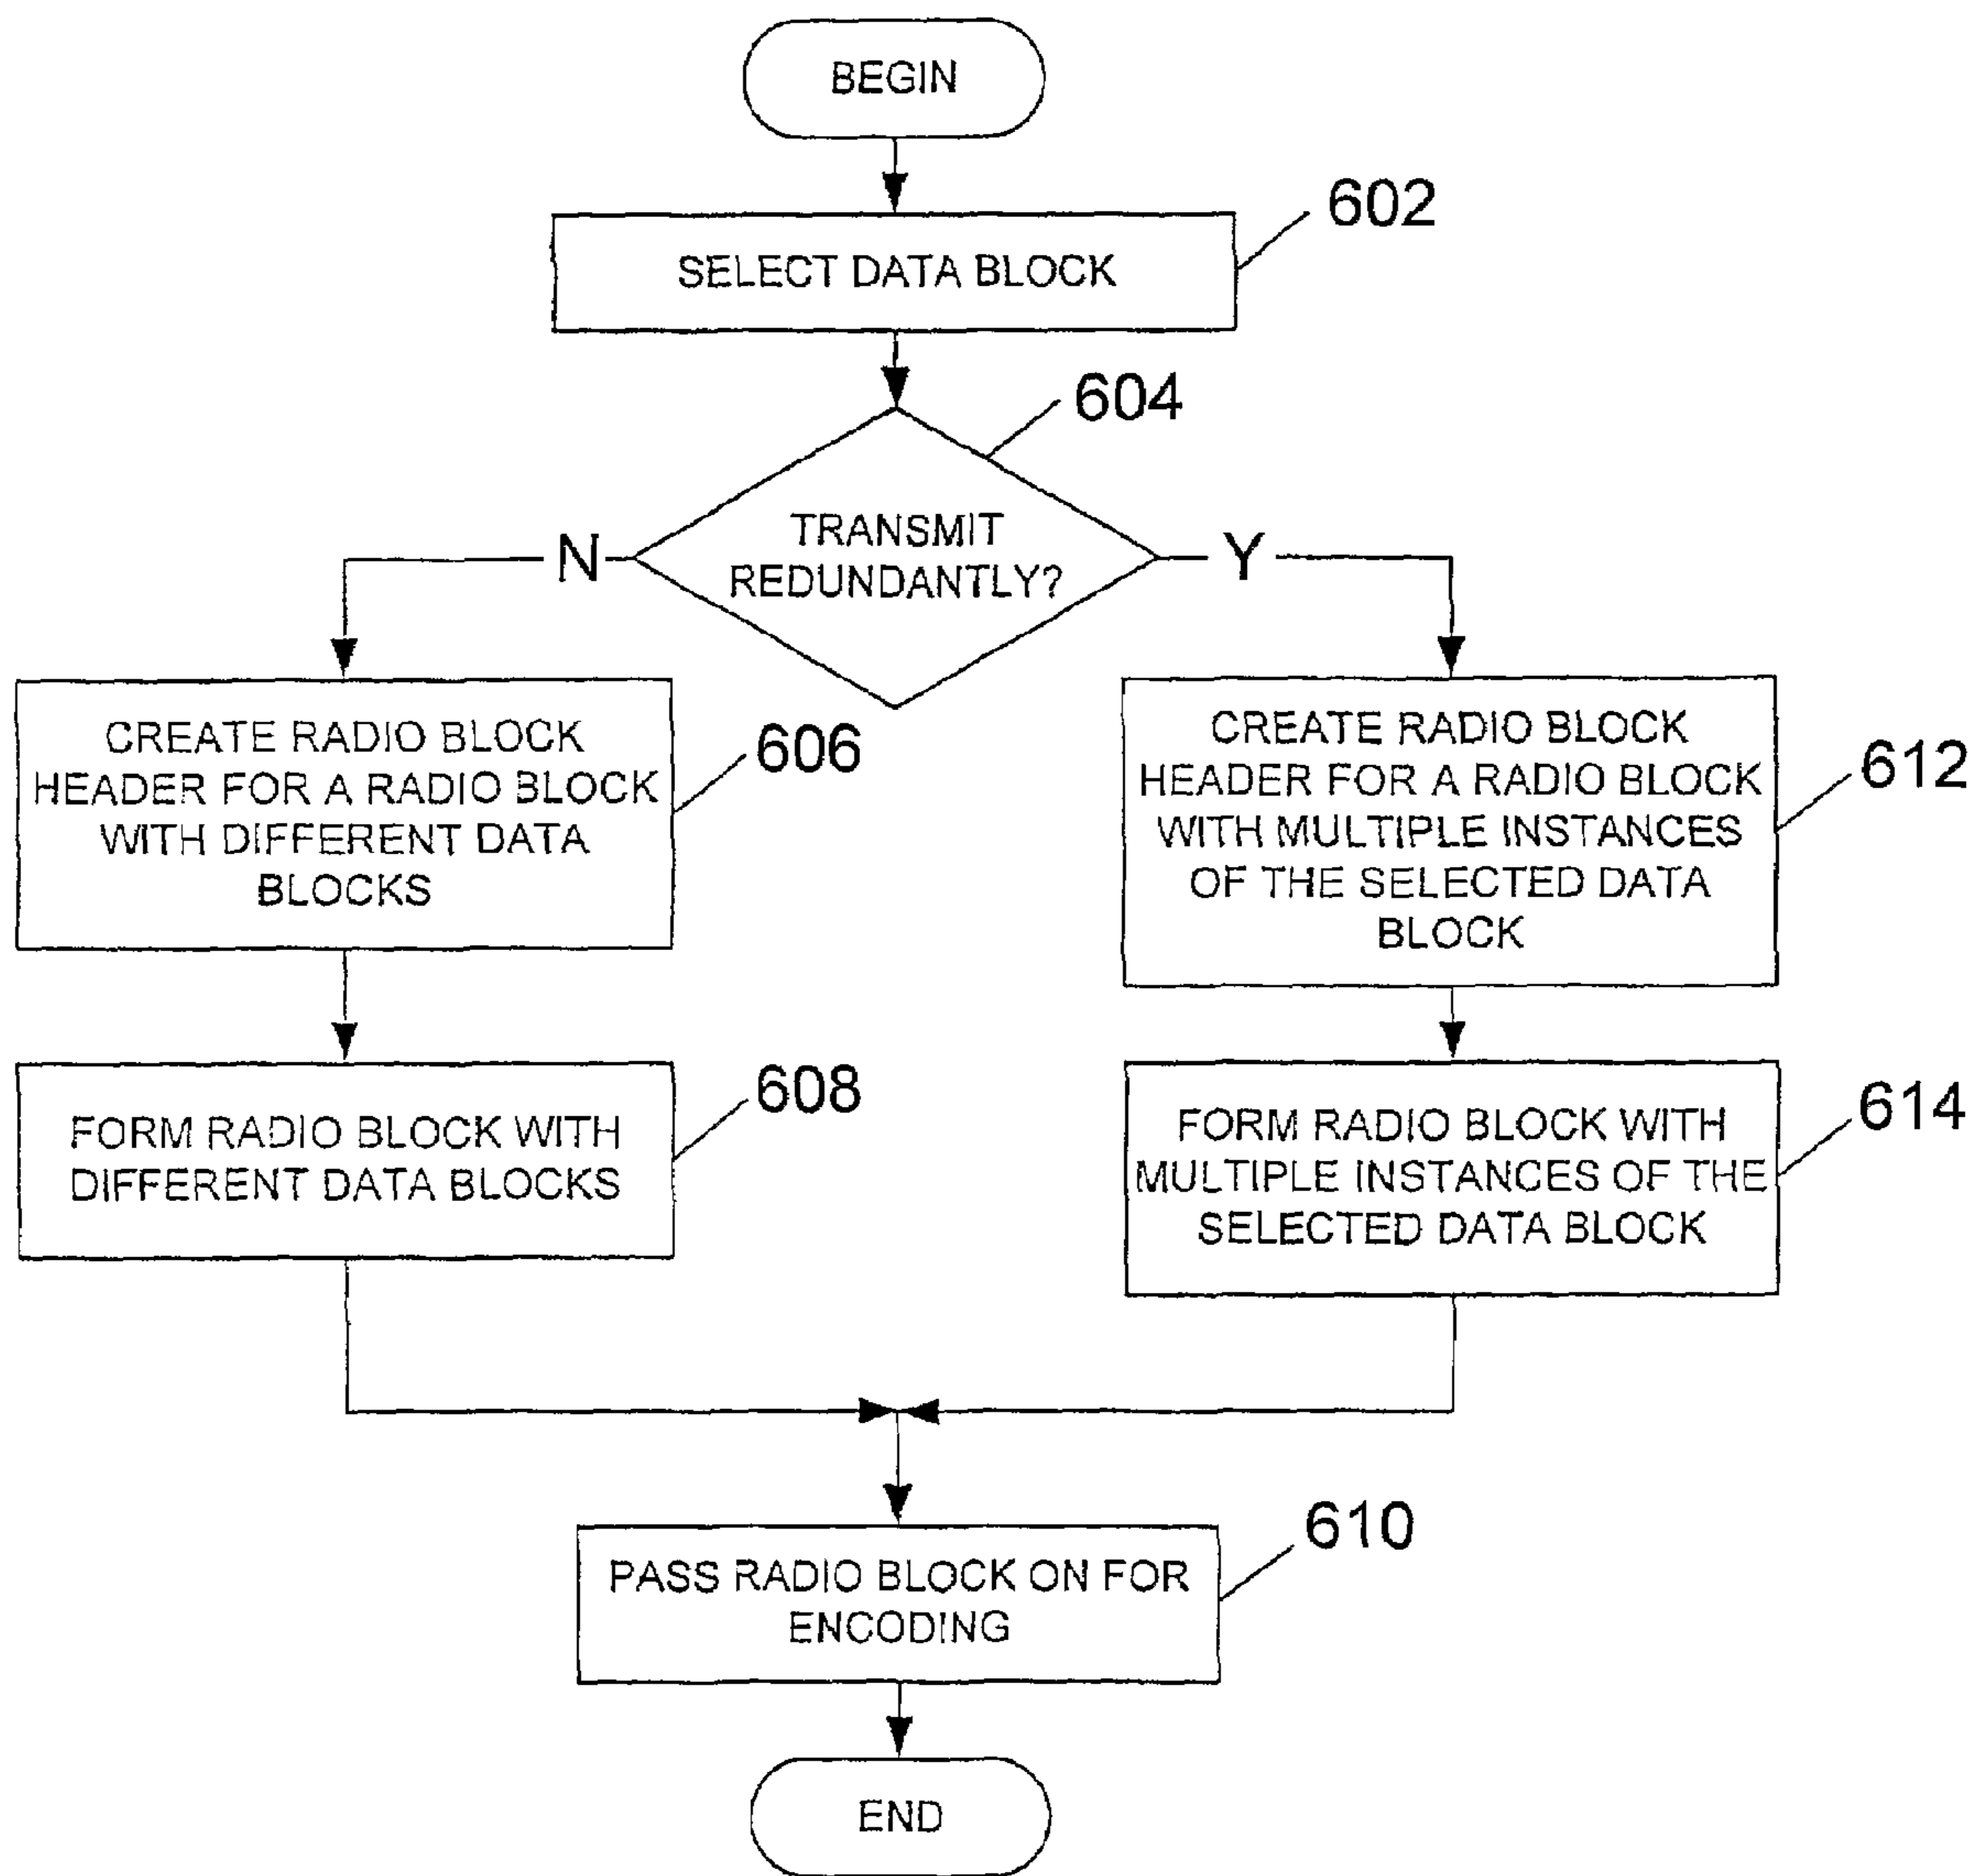 BEGIN
602
SELECT DATA BLOCK
604
TRANSMIT
REDUNDANTLY?
N
Y
CREATE RADIO BLOCK
HEADER FOR A RADIO BLOCK
WITH DIFFERENT DATA
BLOCKS
606
CREATE RADIO BLOCK
HEADER FOR A RADIO BLOCK
WITH MULTIPLE INSTANCES
OF THE SELECTED DATA
BLOCK
612
FORM RADIO BLOCK WITH
DIFFERENT DATA BLOCKS
608
FORM RADIO BLOCK WITH
MULTIPLE INSTANCES OF THE
SELECTED DATA BLOCK
614
610
PASS RADIO BLOCK ON FOR
ENCODING
END